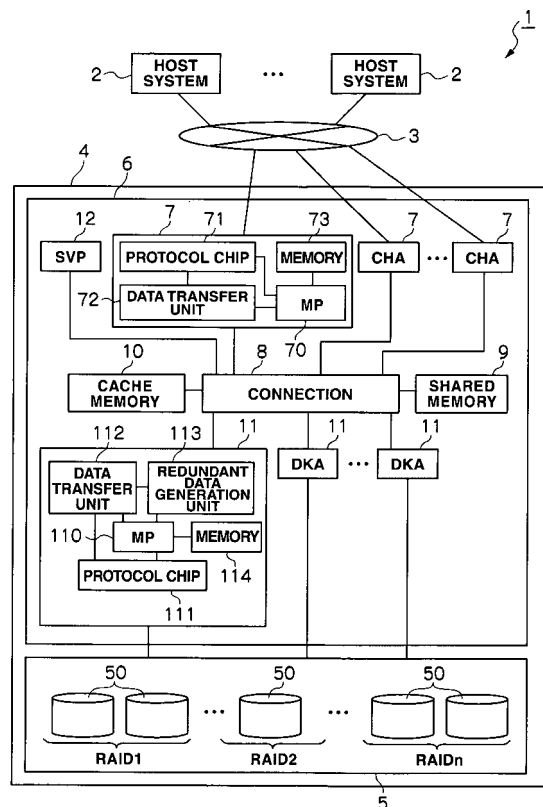 1
2 HOST SYSTEM ... HOST SYSTEM 2
3
4
6
12 7 71 73 7 7
SVP PROTOCOL CHIP MEMORY CHA ... CHA
72 DATA TRANSFER UNIT MP
70
10 8 9
CACHE MEMORY CONNECTION SHARED MEMORY
112 113 11 11 11
DATA TRANSFER UNIT REDUNDANT DATA GENERATION UNIT DKA ... DKA
110 MP MEMORY
114
PROTOCOL CHIP
111
50 50 50
... ...
RAID1 RAID2 RAIDn
5